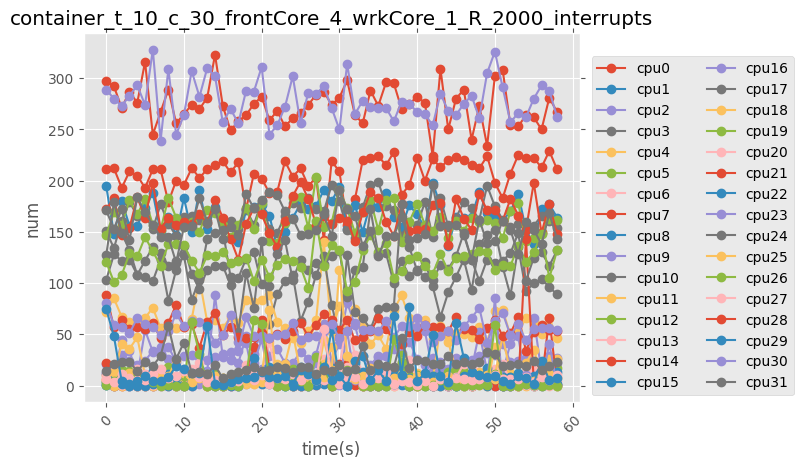 container_t_10_c_30_frontCore_4_wrkCore_1_R_2000_interrupts
num
300
250
200
150
100
50
0
0
10
20
30
40
50
60
time(s)
cpu0
cpu1
cpu2
cpu3
cpu4
cpu5
cpu6
cpu7
cpu8
cpu9
cpu10
cpu11
cpu12
cpu13
cpu14
cpu15
cpu16
cpu17
cpu18
cpu19
cpu20
cpu21
cpu22
cpu23
cpu24
cpu25
cpu26
cpu27
cpu28
cpu29
cpu30
cpu31